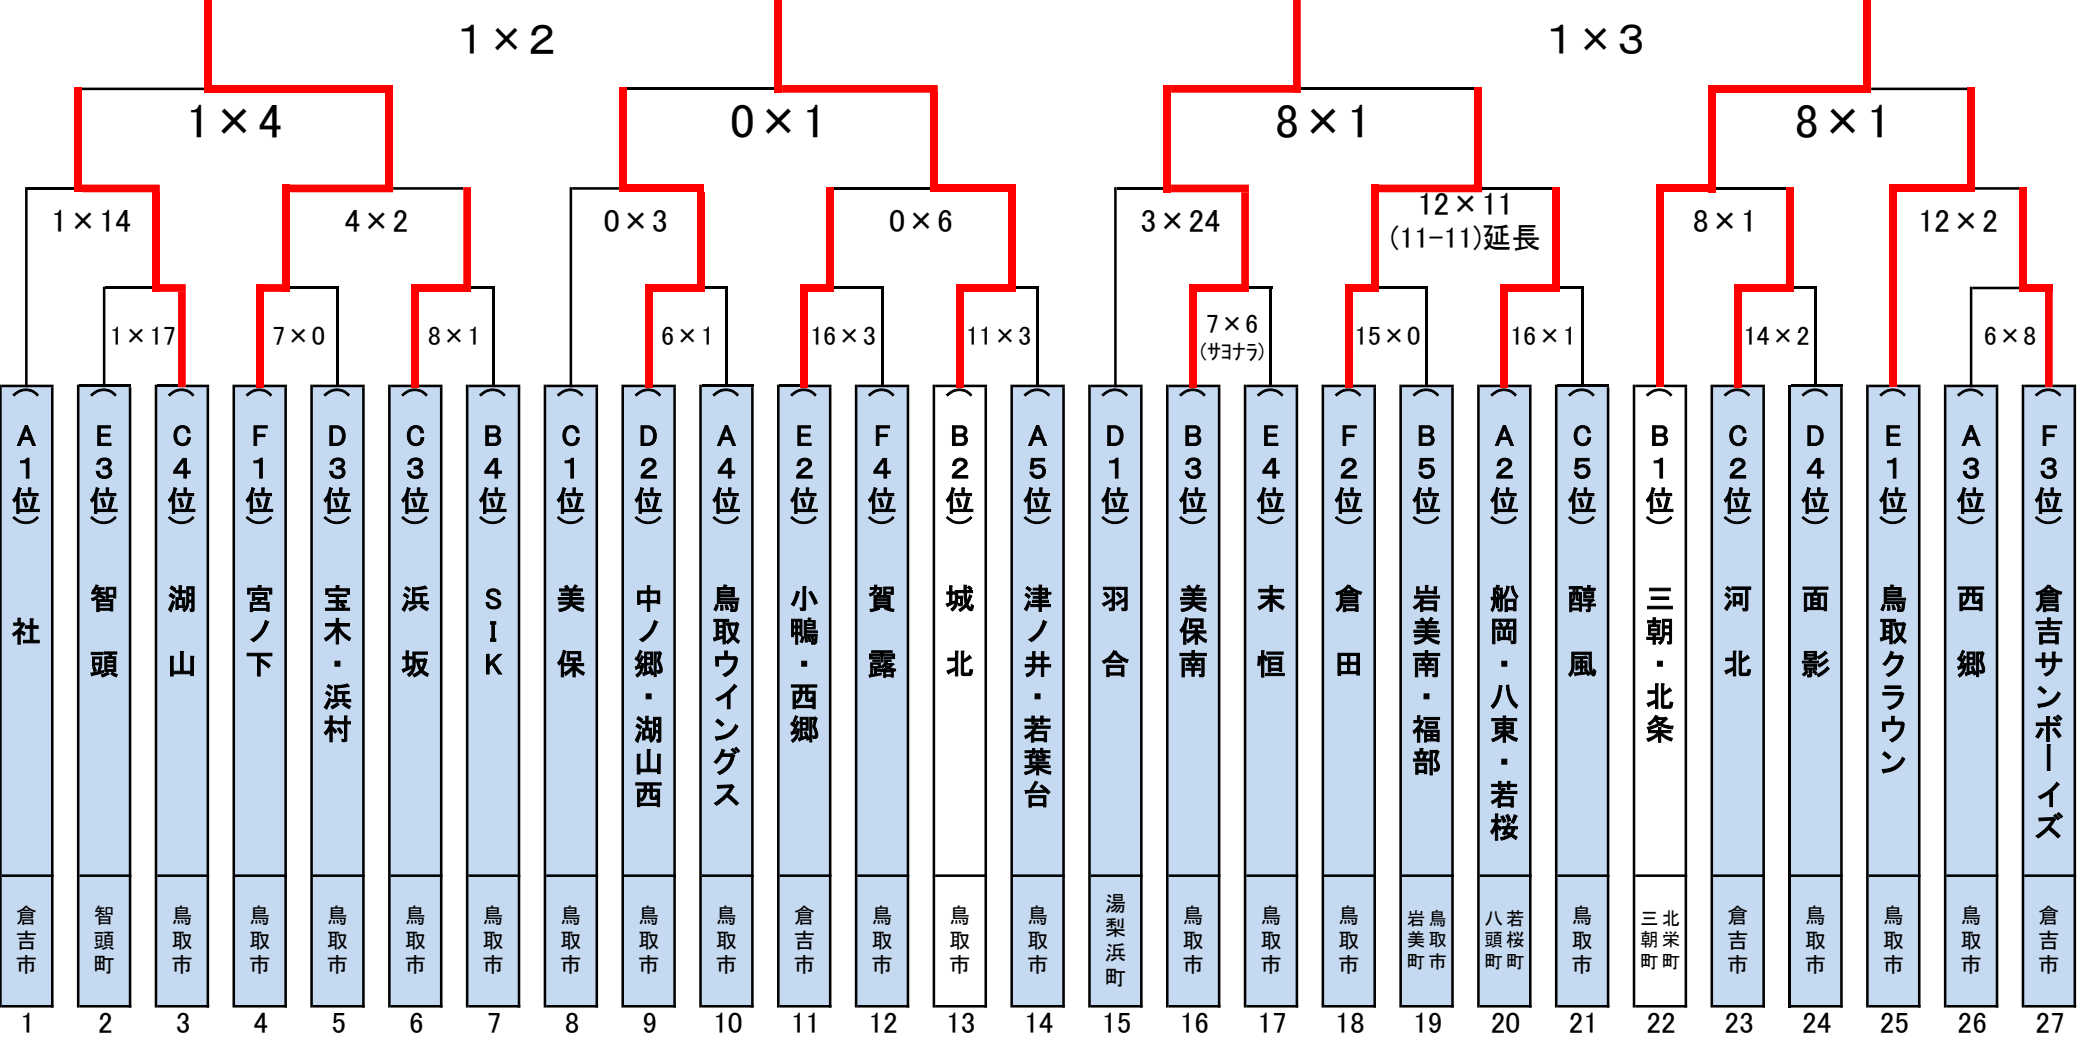 1×2
1×3
1×4
0×1
8×1
8×1
1×14
4×2
0×3
0×6
3×24
12×11
(11-11)延長
8×1
12×2
1×17
7×0
8×1
6×1
16×3
11×3
7×6
(サヨナラ)
15×0
16×1
14×2
6×8
(A1位) 社
倉吉市
1
(E3位) 智頭
智頭町
2
(C4位) 湖山
鳥取市
3
(F1位) 宮ノ下
鳥取市
4
(D3位) 宝木・浜村
鳥取市
5
(C3位) 浜坂
鳥取市
6
(B4位) SIK
鳥取市
7
(C1位) 美保
鳥取市
8
(D2位) 中ノ郷・湖山西
鳥取市
9
(A4位) 鳥取ウイングス
鳥取市
10
(E2位) 小鴨・西郷
倉吉市
11
(F4位) 賀露
鳥取市
12
(B2位) 城北
鳥取市
13
(A5位) 津ノ井・若葉台
鳥取市
14
(D1位) 羽合
湯梨浜町
15
(B3位) 美保南
鳥取市
16
(E4位) 末恒
鳥取市
17
(F2位) 倉田
鳥取市
18
(B5位) 岩美南・福部
鳥取市
岩美町
19
(A2位) 船岡・八東・若桜
若桜町
八頭町
20
(C5位) 醇風
鳥取市
21
(B1位) 三朝・北条
北栄町
三朝町
22
(C2位) 河北
倉吉市
23
(D4位) 面影
鳥取市
24
(E1位) 鳥取クラウン
鳥取市
25
(A3位) 西郷
鳥取市
26
(F3位) 倉吉サンボーイズ
倉吉市
27